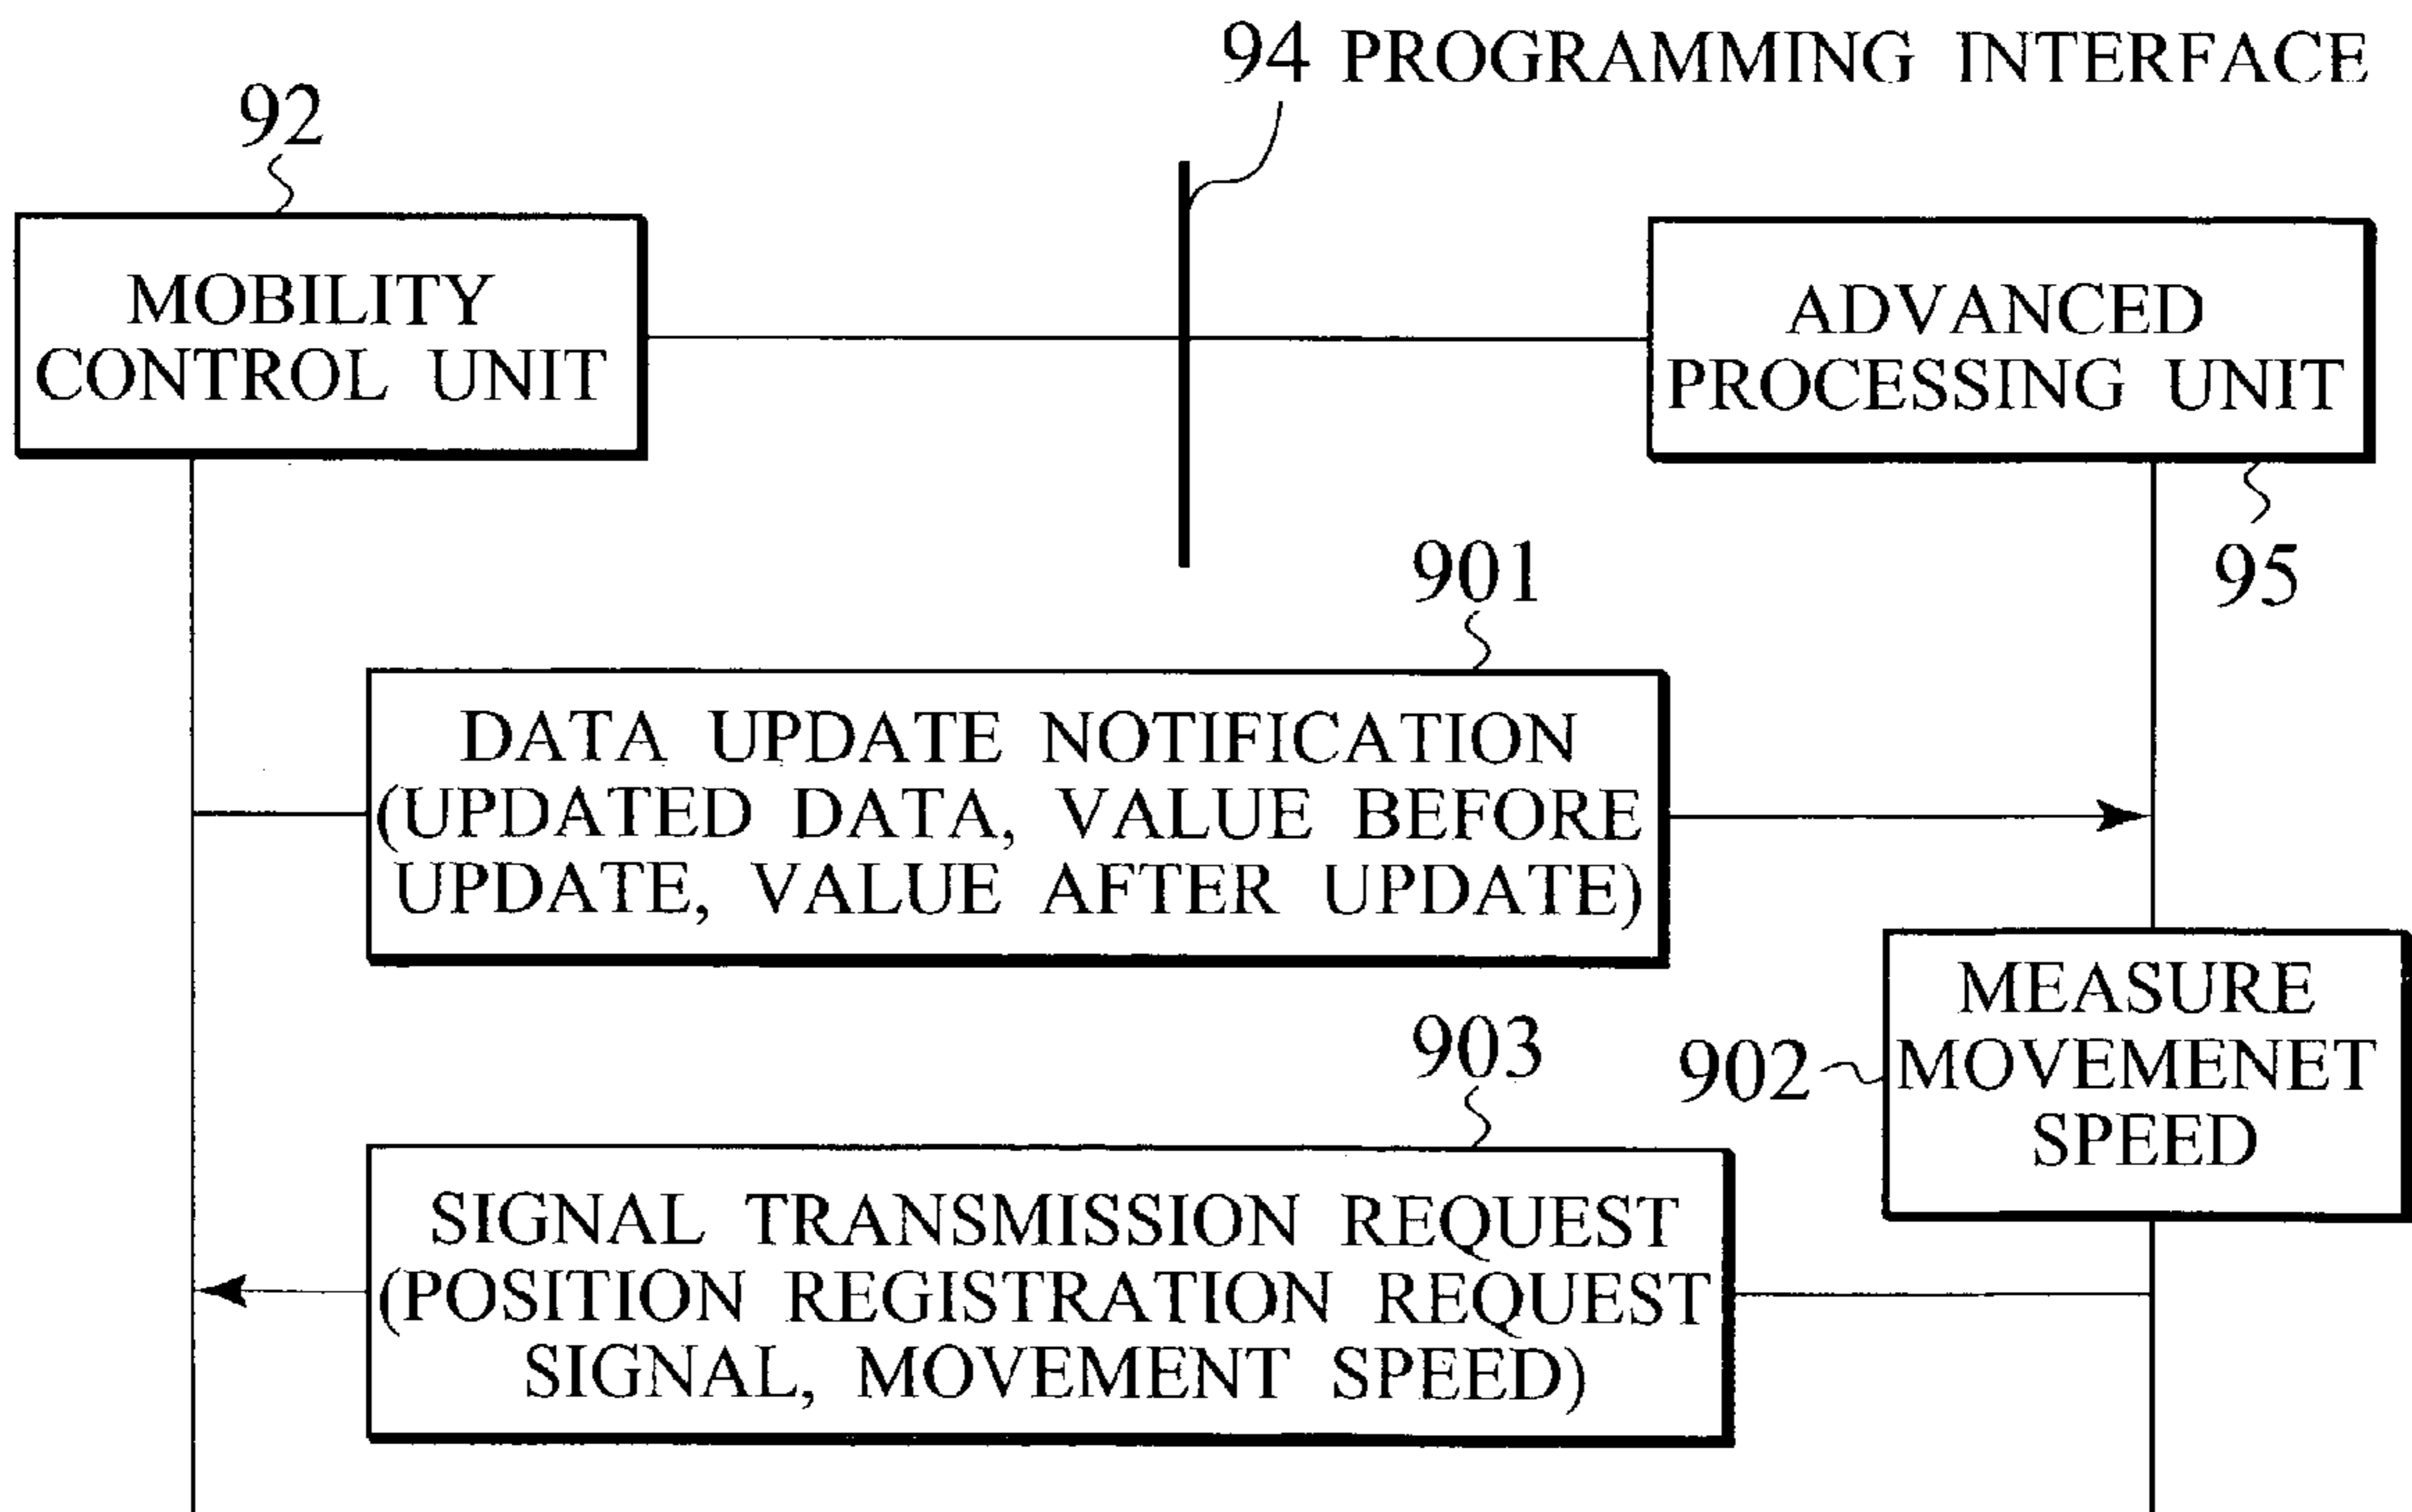 94 PROGRAMMING INTERFACE
92
MOBILITY
CONTROL UNIT
ADVANCED
PROCESSING UNIT
95
901
DATA UPDATE NOTIFICATION
(UPDATED DATA, VALUE BEFORE
UPDATE, VALUE AFTER UPDATE)
902
MEASURE
MOVEMENET
SPEED
903
SIGNAL TRANSMISSION REQUEST
(POSITION REGISTRATION REQUEST
SIGNAL, MOVEMENT SPEED)